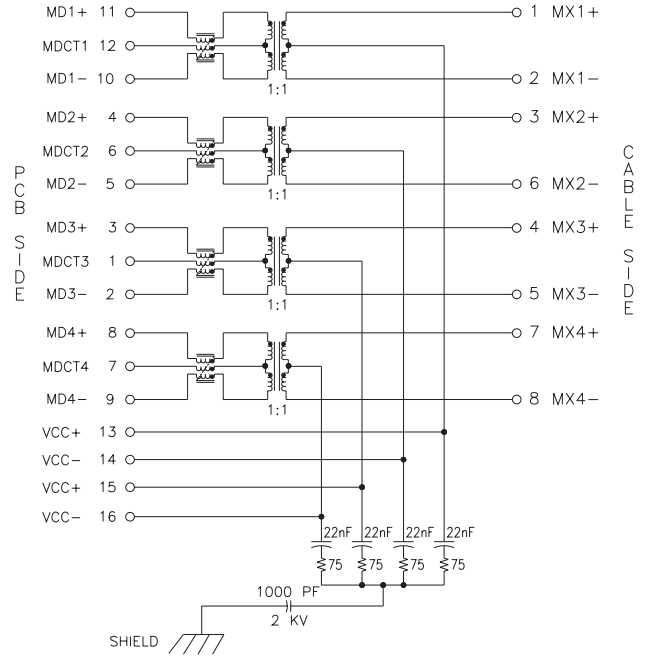 MD1+ 11 1 MX1+
MDCT1 12
MD1- 10 2 MX1-
1:1
MD2+ 4 3 MX2+
MDCT2 6
MD2- 5 6 MX2-
1:1
MD3+ 3 4 MX3+
MDCT3 1
MD3- 2 5 MX3-
1:1
MD4+ 8 7 MX4+
MDCT4 7
MD4- 9 8 MX4-
1:1
PCB SIDE
CABLE SIDE
VCC+ 13
VCC- 14
VCC+ 15
VCC- 16
22nF 22nF 22nF 22nF
75 75 75 75
1000 PF
2 KV
SHIELD